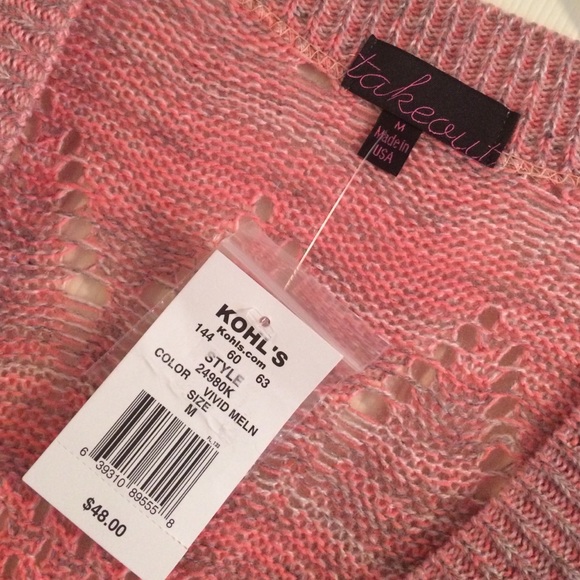 takeout
M
Made in
USA
KOHL'S
Kohls.com
144 60 63
STYLE
24980K
COLOR VIVID MELN
SIZE
M
6 39310 89555 8
$48.00